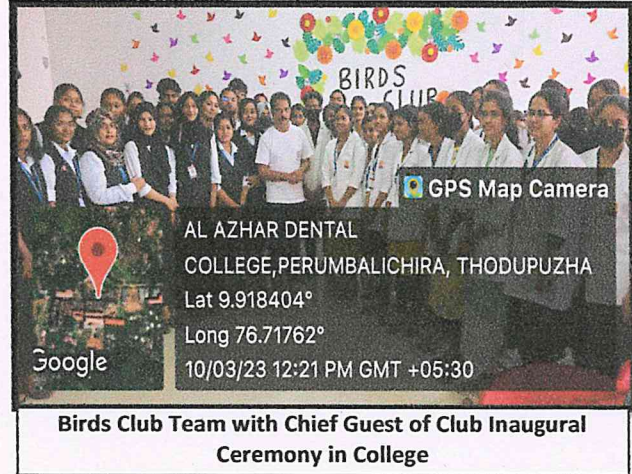 BIRDS
CLUB
GPS Map Camera
AL AZHAR DENTAL
COLLEGE,PERUMBALICHIRA, THODUPUZHA
Lat 9.918404°
Long 76.71762°
10/03/23 12:21 PM GMT +05:30
Google
Birds Club Team with Chief Guest of Club Inaugural
Ceremony in College